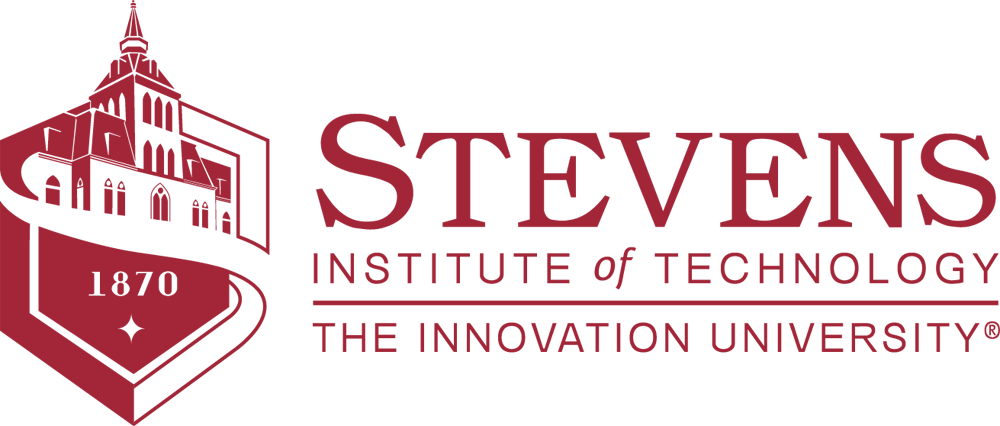 1870
STEVENS
INSTITUTE of TECHNOLOGY
THE INNOVATION UNIVERSITY®